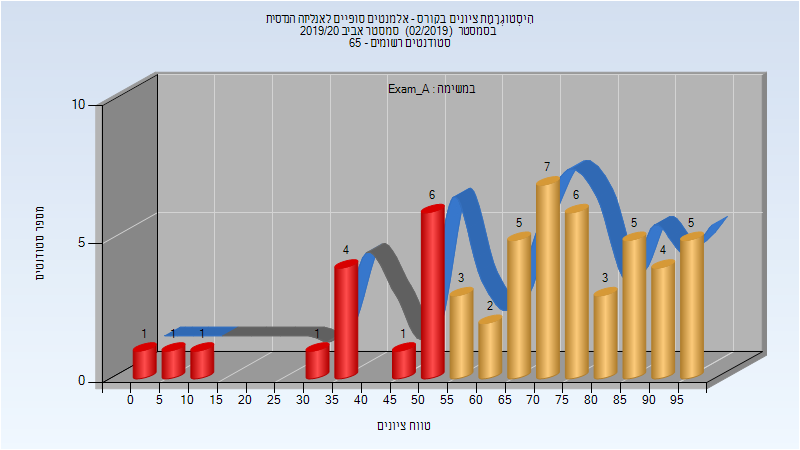 היסטוגרמת ציונים בקורס - אלמנטים סופיים לאנליזה הנדסית
בסמסטר (02/2019) סמסטר אביב 2019/20
סטודנטים רשומים - 65
במשימה : Exam_A
מספר סטודנטים
10
5
0
1 1 1 1 4 1 6 3 2 5 7 6 3 5 4 5
0 5 10 15 20 25 30 35 40 45 50 55 60 65 70 75 80 85 90 95
טווח ציונים